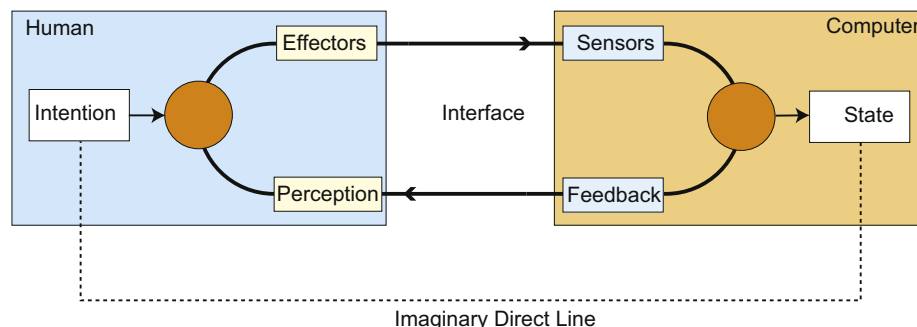 Human
Computer
Effectors
Sensors
Intention
Interface
State
Perception
Feedback
Imaginary Direct Line